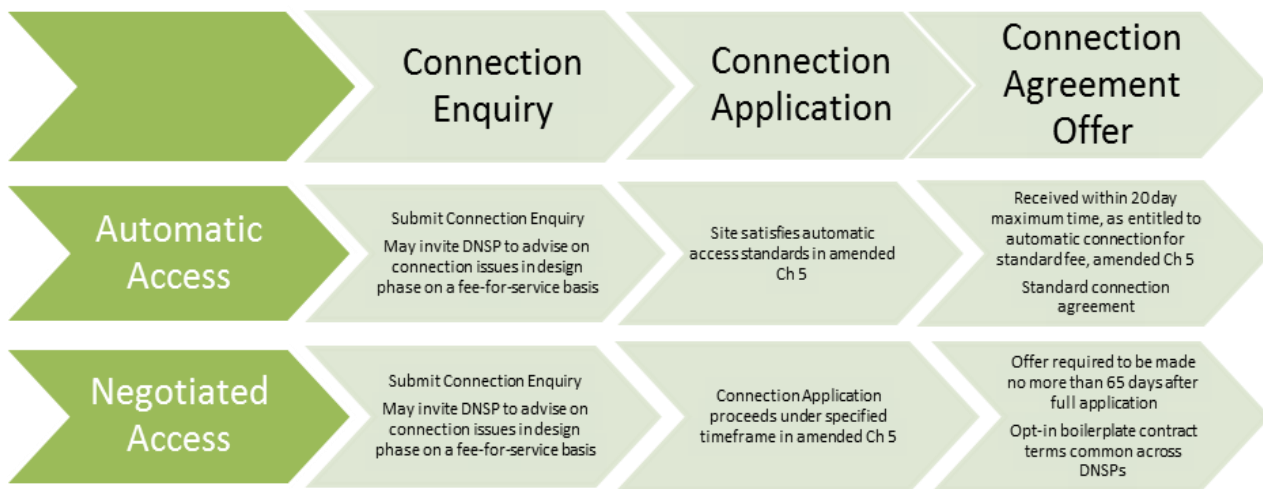 Connection
Enquiry
Connection
Application
Connection
Agreement
Offer
Automatic
Access
Submit Connection Enquiry
May invite DNSP to advise on
connection issues in design
phase on a fee-for-service basis
Site satisfies automatic
access standards in amended
Ch 5
Received within 20 day
maximum time, as entitled to
automatic connection for
standard fee, amended Ch 5
Standard connection
agreement
Negotiated
Access
Submit Connection Enquiry
May invite DNSP to advise on
connection issues in design
phase on a fee-for-service basis
Connection Application
proceeds under specified
timeframe in amended Ch 5
Offer required to be made
no more than 65 days after
full application
Opt-in boilerplate contract
terms common across
DNSPs